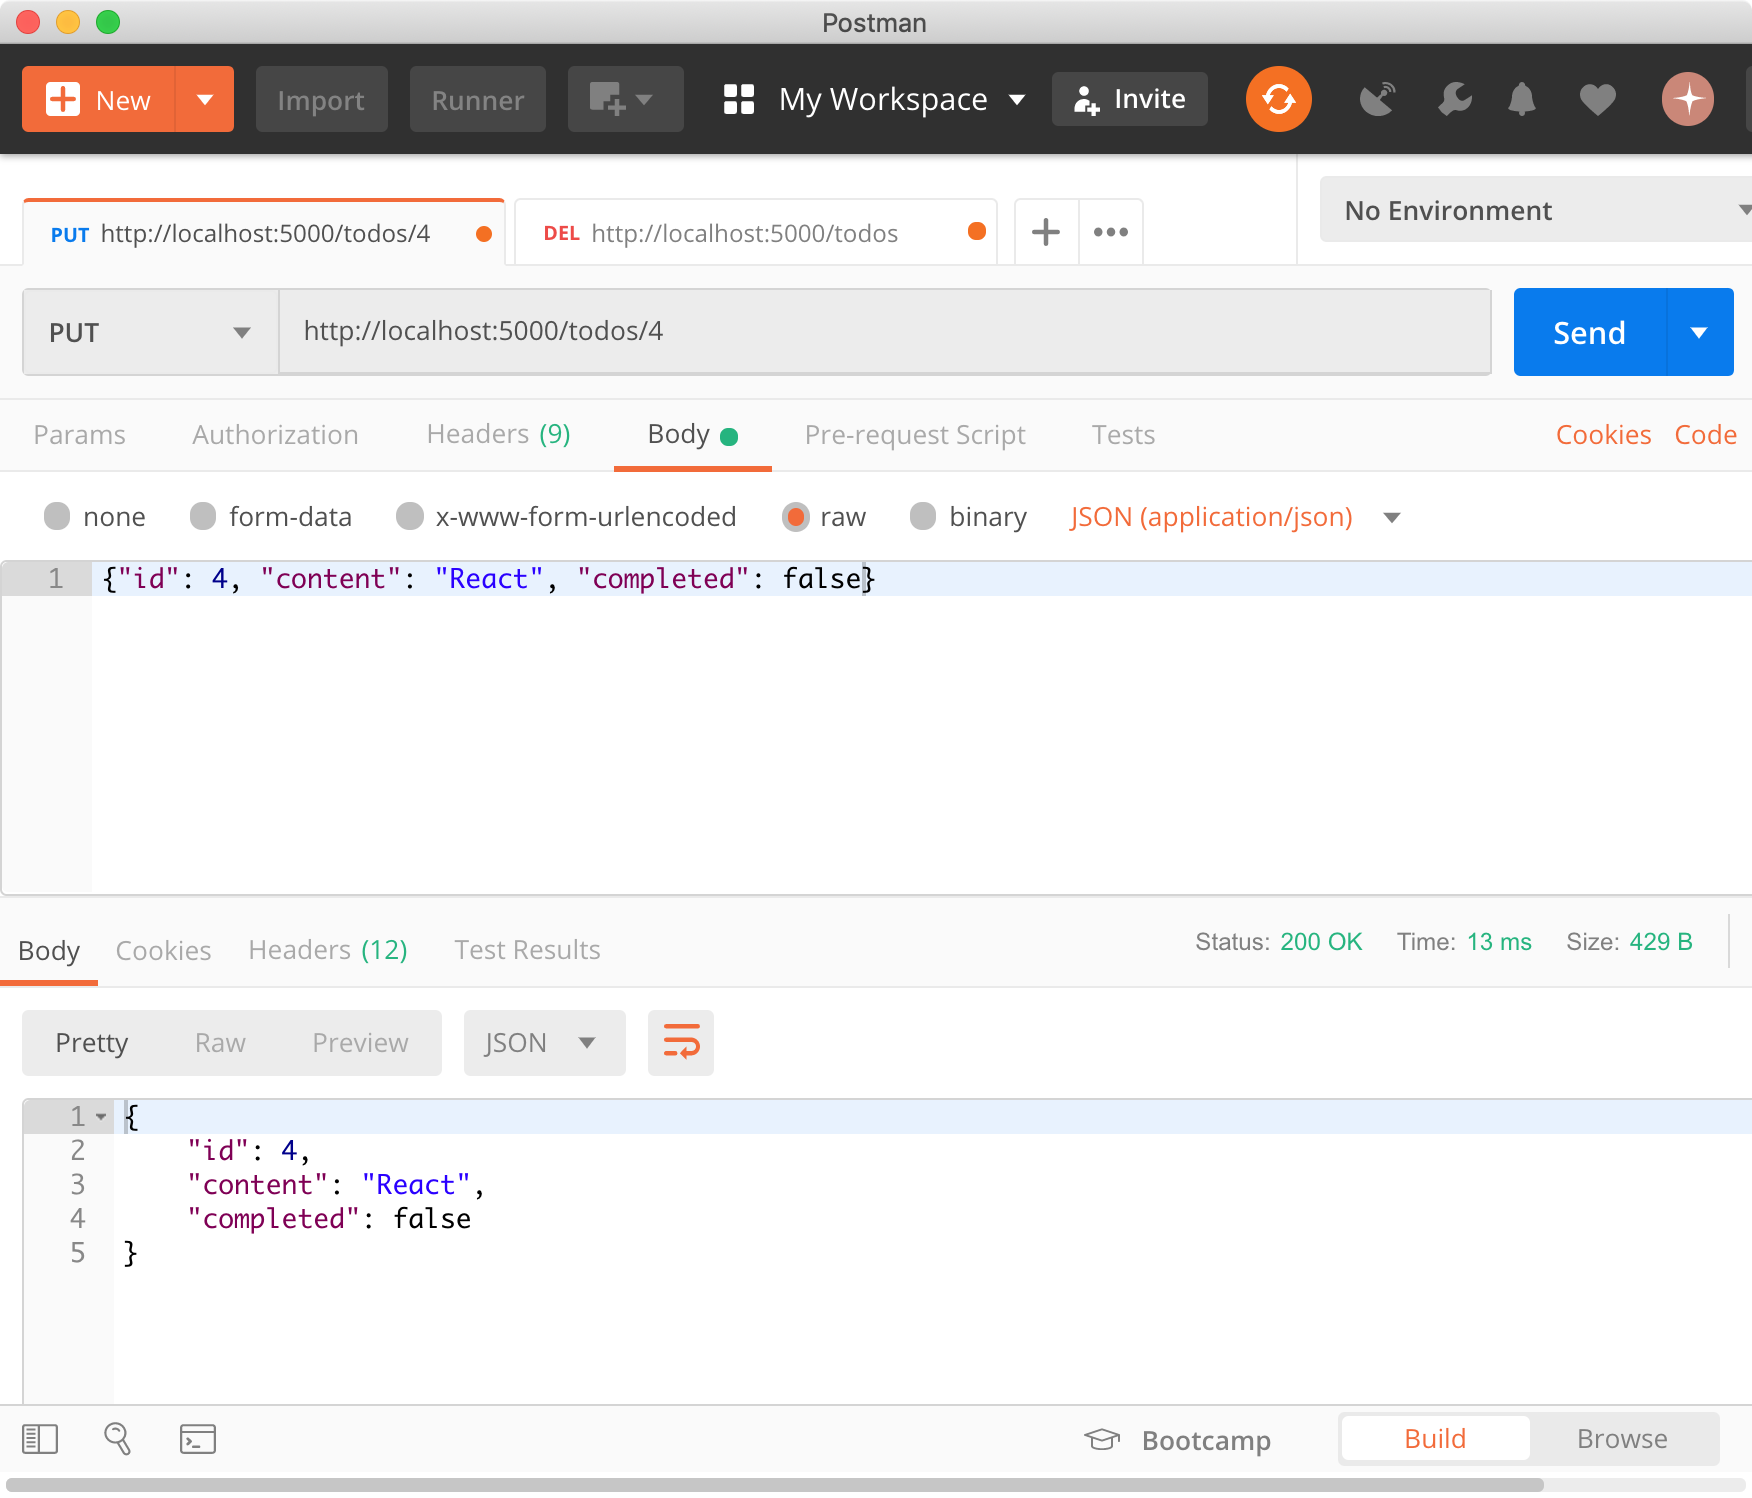 Postman
New Import Runner My Workspace Invite
No Environment
PUT http://localhost:5000/todos/4 DEL http://localhost:5000/todos
PUT http://localhost:5000/todos/4 Send
Params Authorization Headers (9) Body Pre-request Script Tests Cookies Code
none form-data x-www-form-urlencoded raw binary JSON (application/json)
1 {"id": 4, "content": "React", "completed": false}
Body Cookies Headers (12) Test Results Status: 200 OK Time: 13 ms Size: 429 B
Pretty Raw Preview JSON
1 {
2 "id": 4,
3 "content": "React",
4 "completed": false
5 }
Bootcamp Build Browse